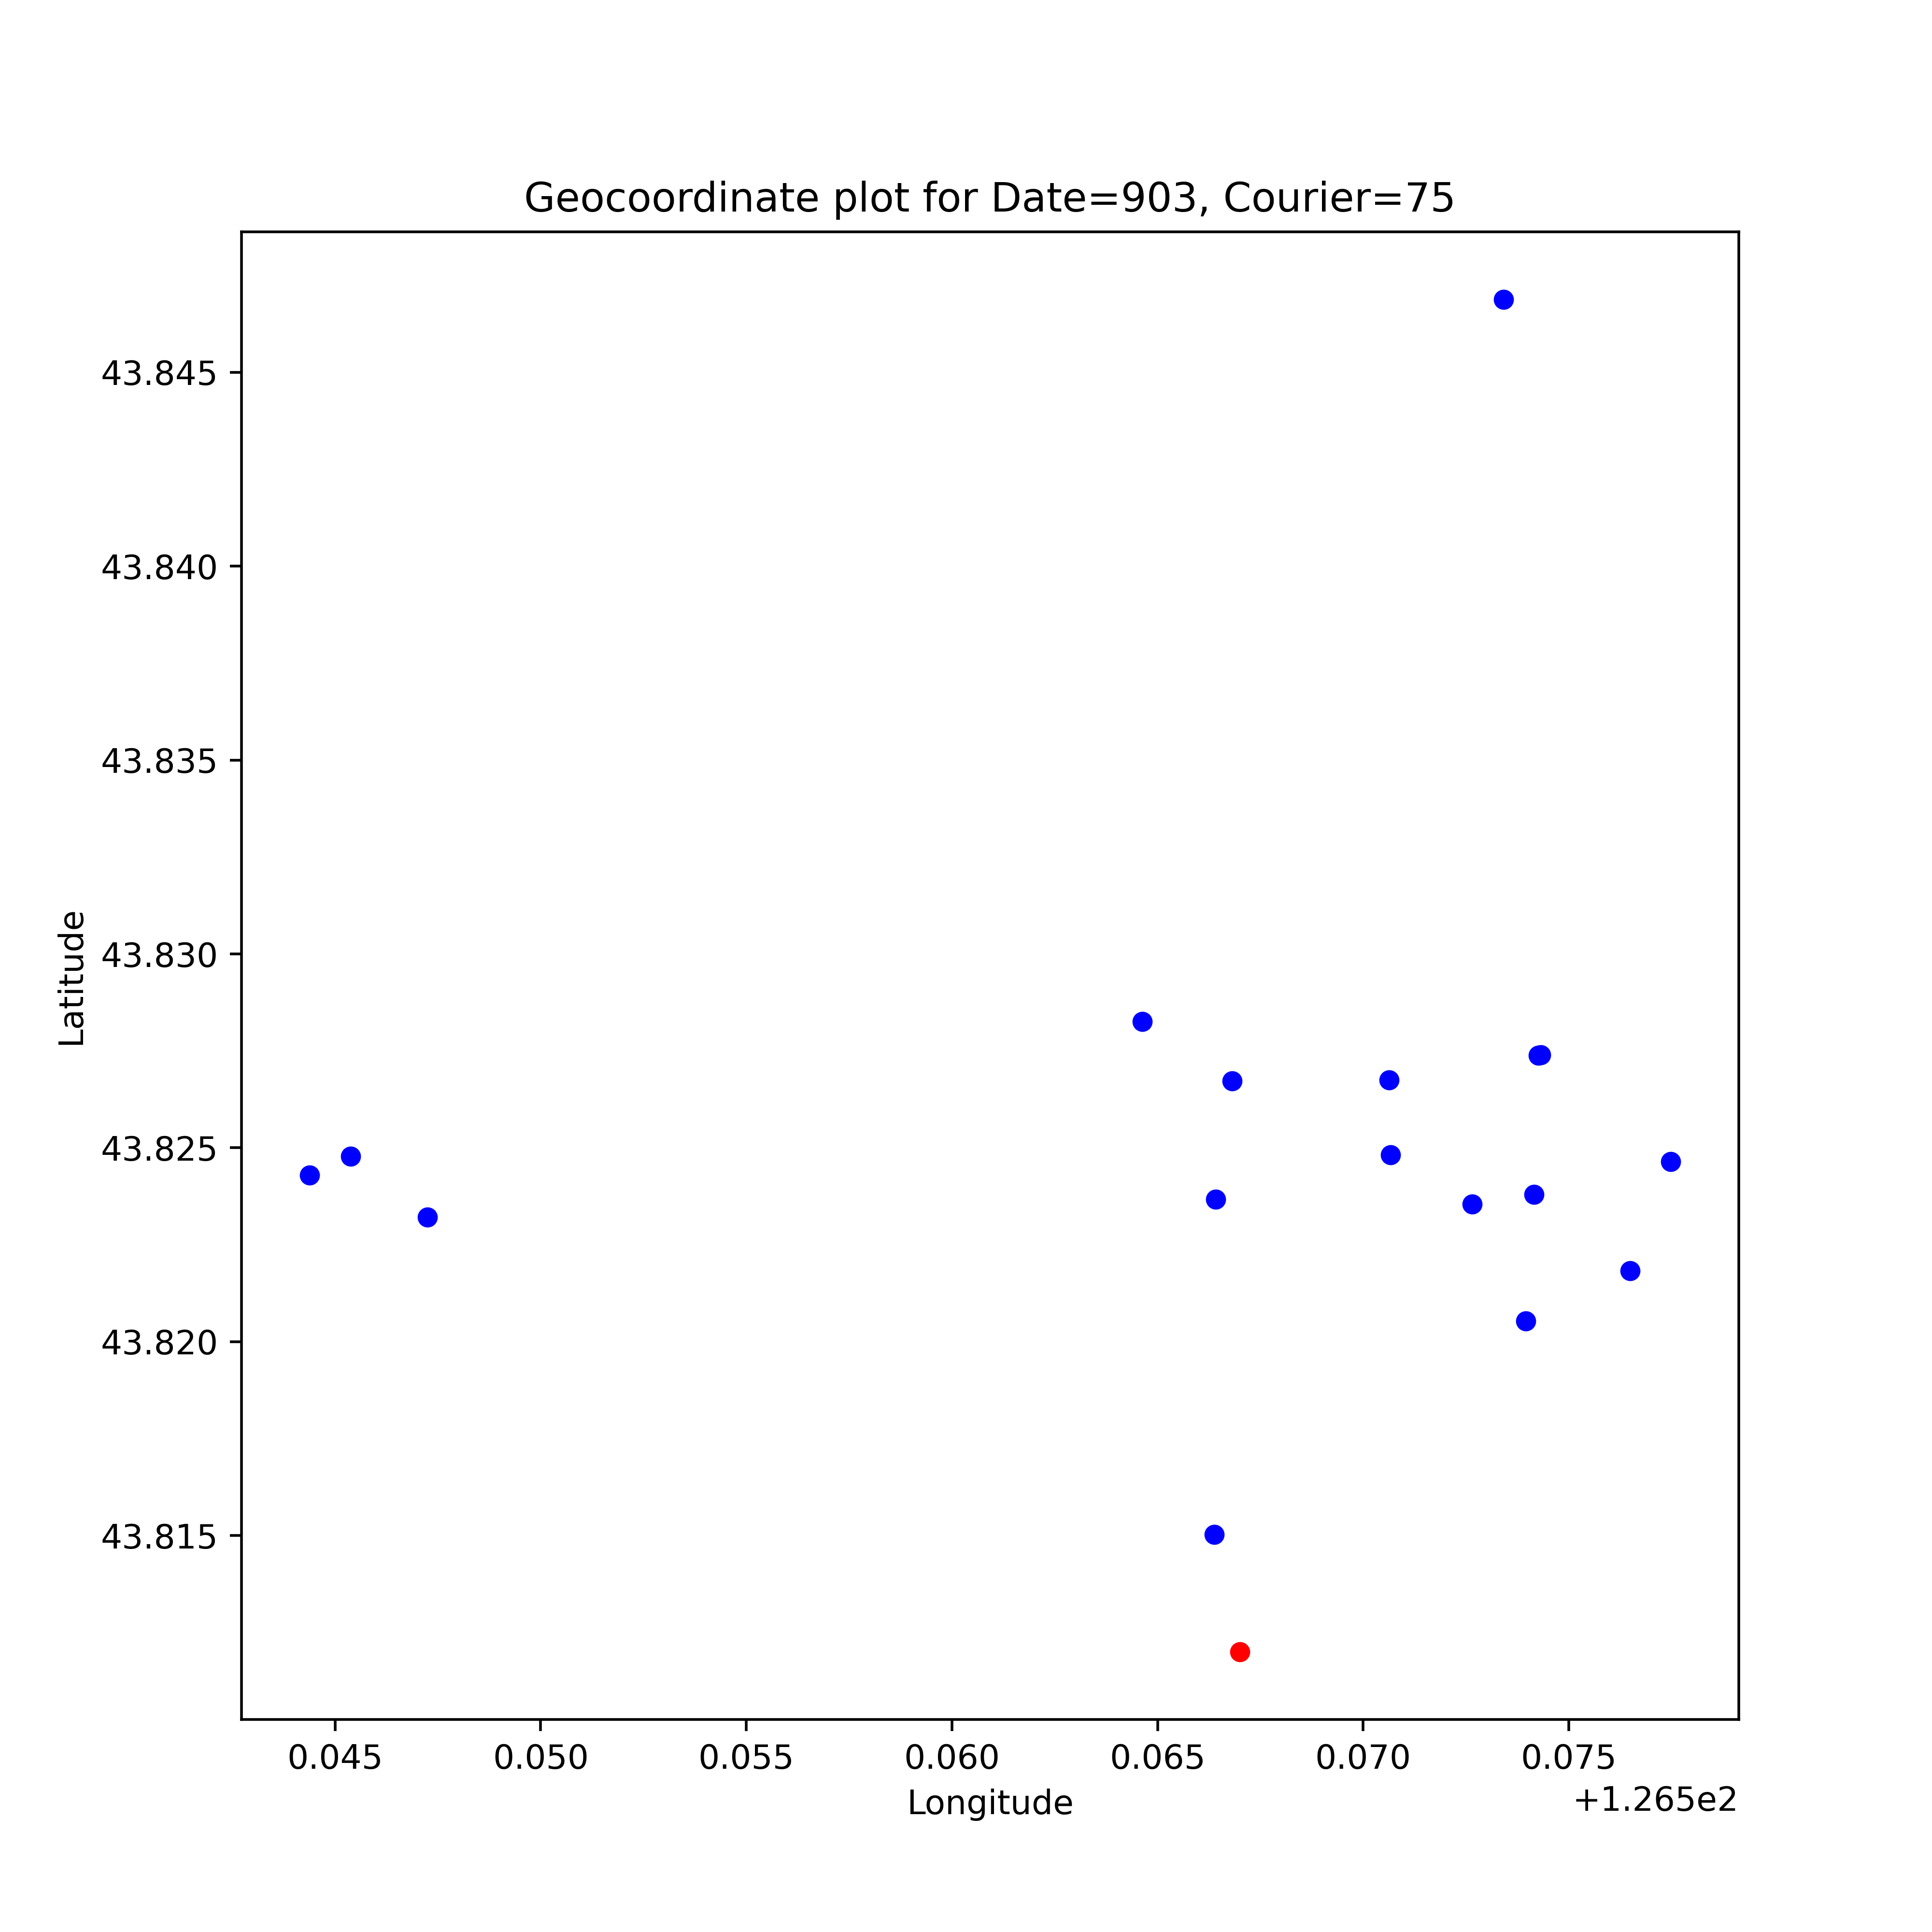 Geocoordinate plot for Date=903, Courier=75
43.845
43.840
43.835
43.830
43.825
43.820
43.815
Latitude
0.045 0.050 0.055 0.060 0.065 0.070 0.075
+1.265e2
Longitude